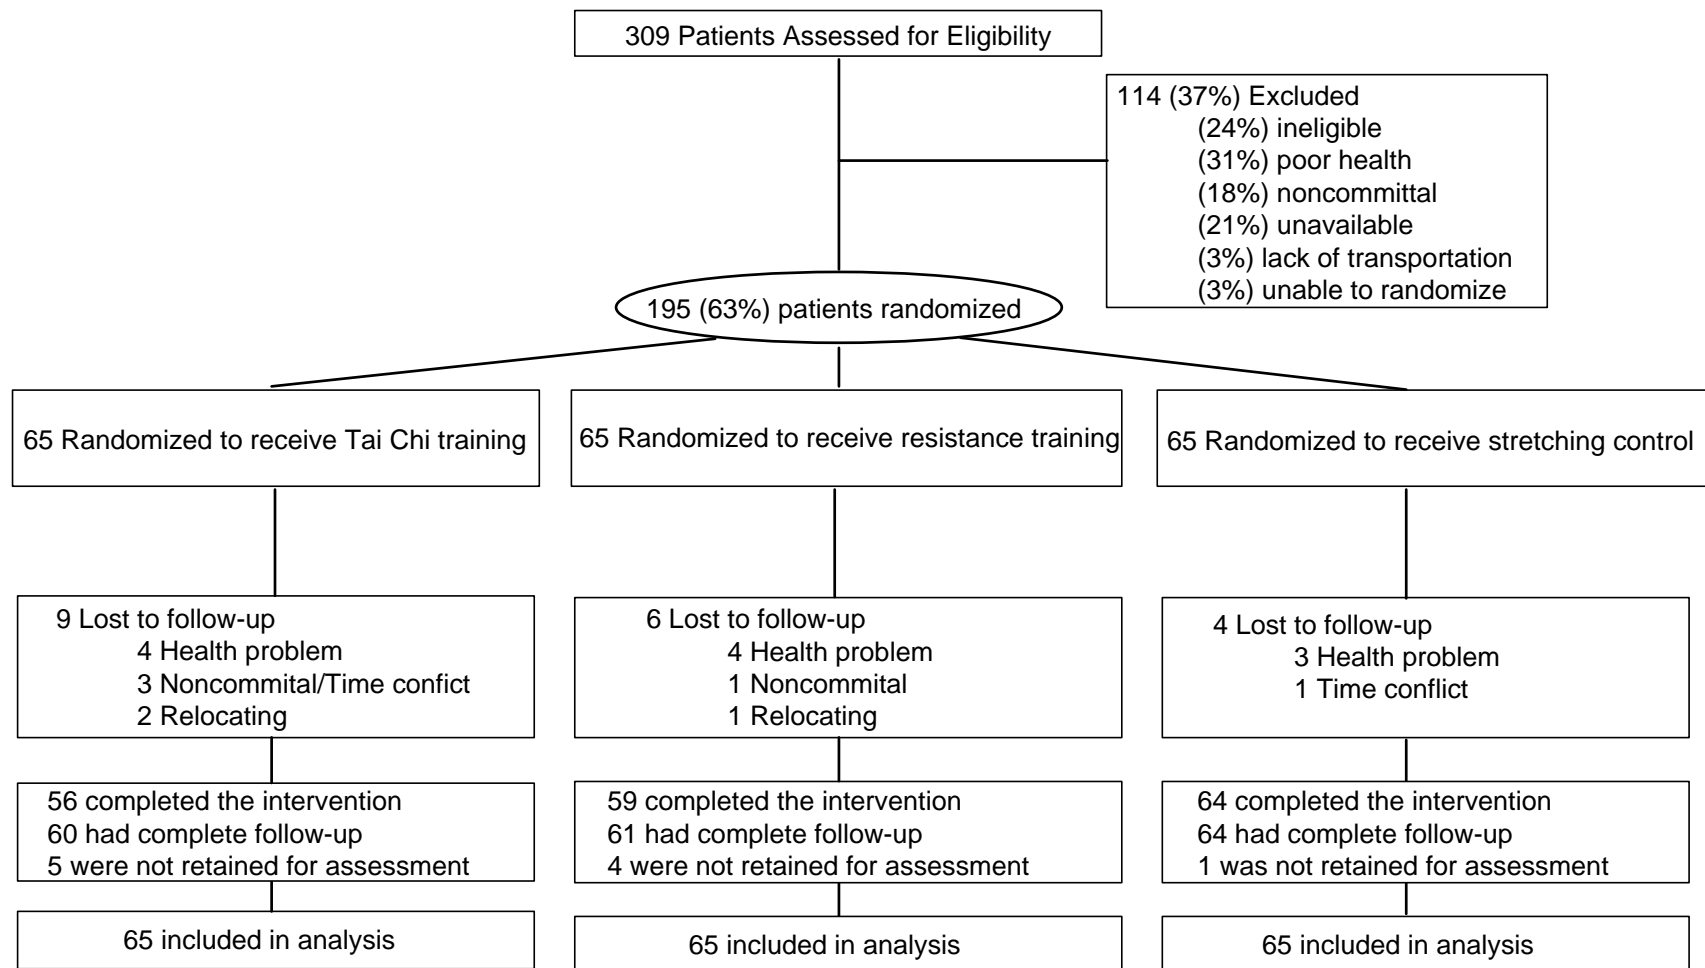 309 Patients Assessed for Eligibility
114 (37%) Excluded
(24%) ineligible
(31%) poor health
(18%) noncommittal
(21%) unavailable
(3%) lack of transportation
(3%) unable to randomize
195 (63%) patients randomized
65 Randomized to receive Tai Chi training
65 Randomized to receive resistance training
65 Randomized to receive stretching control
9 Lost to follow-up
4 Health problem
3 Noncommital/Time confict
2 Relocating
6 Lost to follow-up
4 Health problem
1 Noncommital
1 Relocating
4 Lost to follow-up
3 Health problem
1 Time conflict
56 completed the intervention
60 had complete follow-up
5 were not retained for assessment
59 completed the intervention
61 had complete follow-up
4 were not retained for assessment
64 completed the intervention
64 had complete follow-up
1 was not retained for assessment
65 included in analysis
65 included in analysis
65 included in analysis